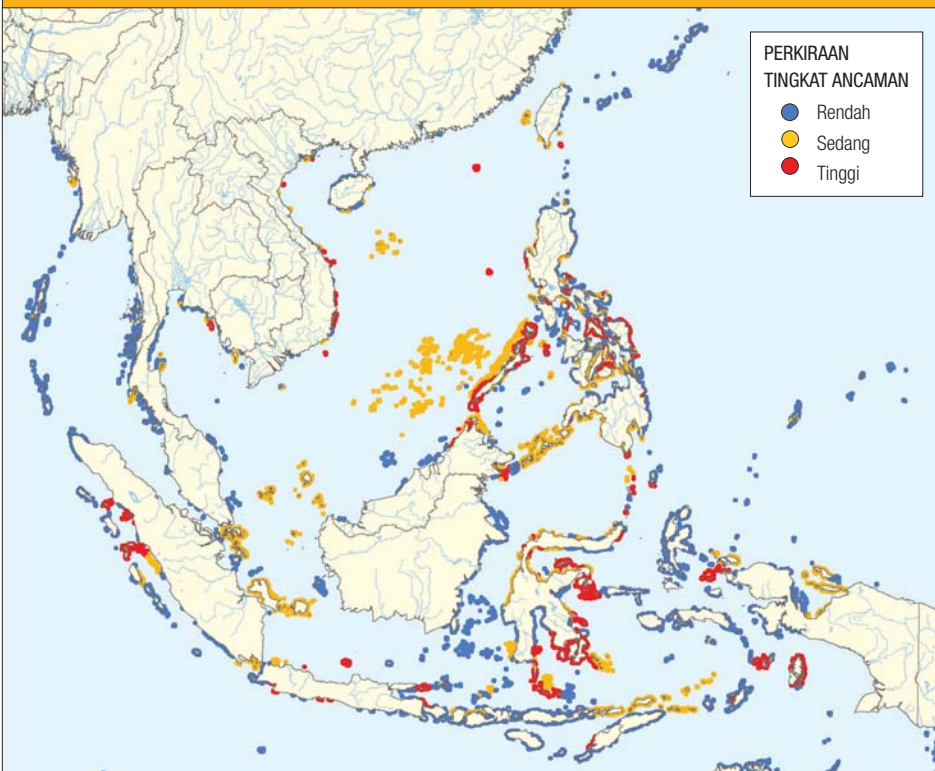 PERKIRAAN
TINGKAT ANCAMAN
Rendah
Sedang
Tinggi